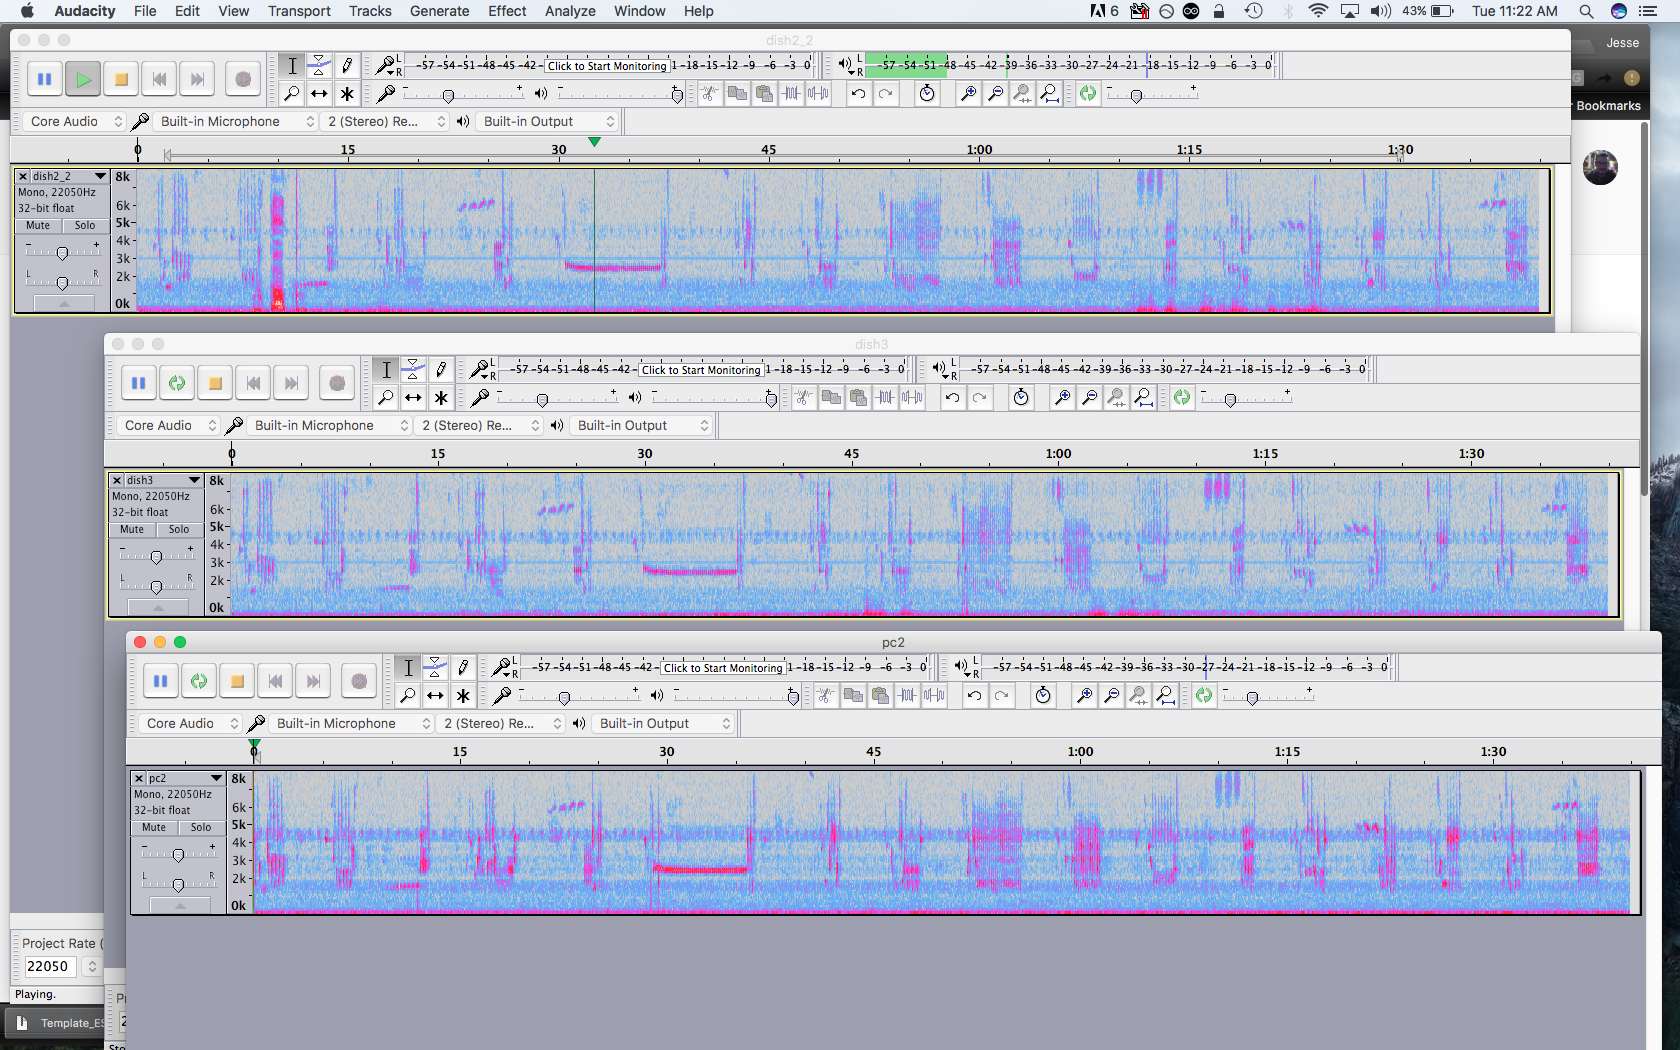 Audacity File Edit View Transport Tracks Generate Effect Analyze Window Help
6 43% Tue 11:22 AM
Jesse
Bookmarks
dish2_2
L R -57 -54 -51 -48 -45 -42 - Click to Start Monitoring 1 -18 -15 -12 -9 -6 -3 0
L R -57 -54 -51 -48 -45 -42 -39 -36 -33 -30 -27 -24 -21 -18 -15 -12 -9 -6 -3 0
Core Audio Built-in Microphone 2 (Stereo) Re... Built-in Output
0 15 30 45 1:00 1:15 1:30
dish2_2
Mono, 22050Hz
32-bit float
Mute Solo
- +
L R
8k
6k
5k
4k
3k
2k
0k
dish3
L R -57 -54 -51 -48 -45 -42 - Click to Start Monitoring 1 -18 -15 -12 -9 -6 -3 0
L R -57 -54 -51 -48 -45 -42 -39 -36 -33 -30 -27 -24 -21 -18 -15 -12 -9 -6 -3 0
Core Audio Built-in Microphone 2 (Stereo) Re... Built-in Output
0 15 30 45 1:00 1:15 1:30
dish3
Mono, 22050Hz
32-bit float
Mute Solo
- +
L R
8k
6k
5k
4k
3k
2k
0k
pc2
L R -57 -54 -51 -48 -45 -42 - Click to Start Monitoring 1 -18 -15 -12 -9 -6 -3 0
L R -57 -54 -51 -48 -45 -42 -39 -36 -33 -30 -27 -24 -21 -18 -15 -12 -9 -6 -3 0
Core Audio Built-in Microphone 2 (Stereo) Re... Built-in Output
0 15 30 45 1:00 1:15 1:30
pc2
Mono, 22050Hz
32-bit float
Mute Solo
- +
L R
8k
6k
5k
4k
3k
2k
0k
Project Rate (
22050
Playing.
Template_ES